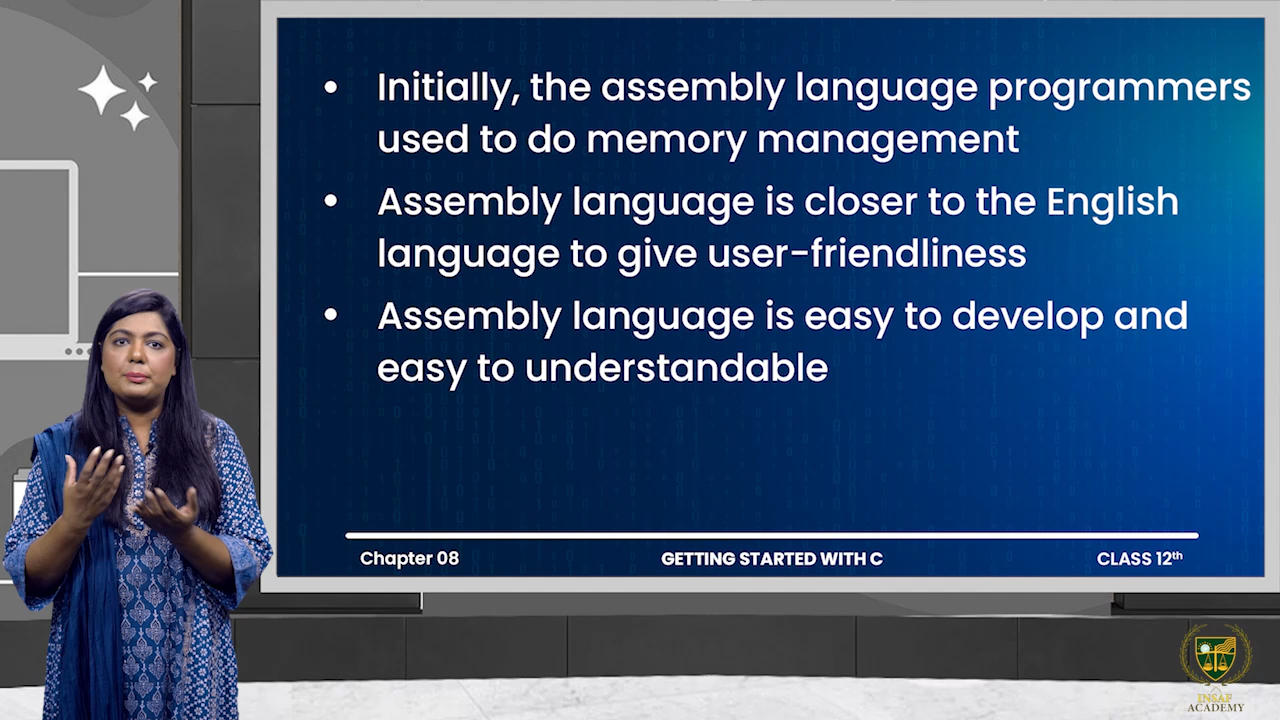 • Initially, the assembly language programmers
used to do memory management
• Assembly language is closer to the English
language to give user-friendliness
• Assembly language is easy to develop and
easy to understandable
Chapter 08
GETTING STARTED WITH C
CLASS 12th
INSAF
ACADEMY